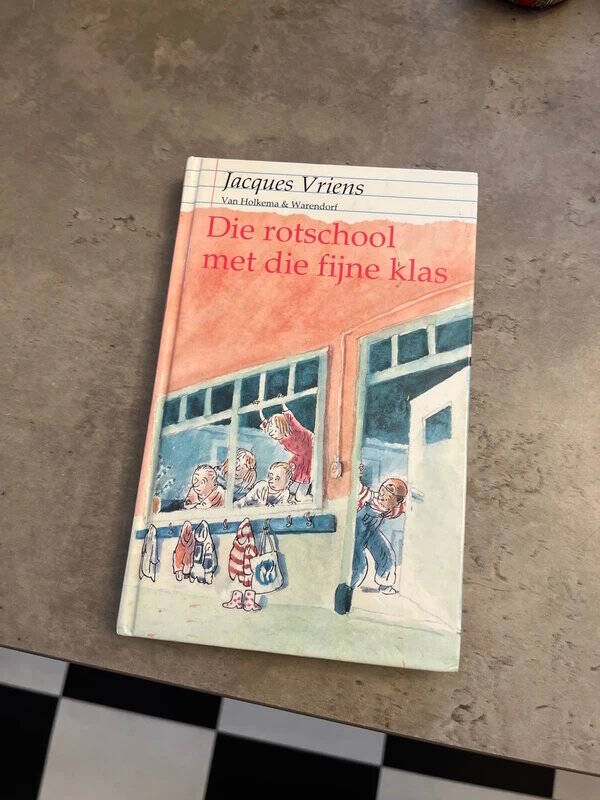 Jacques Vriens
Van Holkema & Warendorf
Die rotschool
met die fijne klas